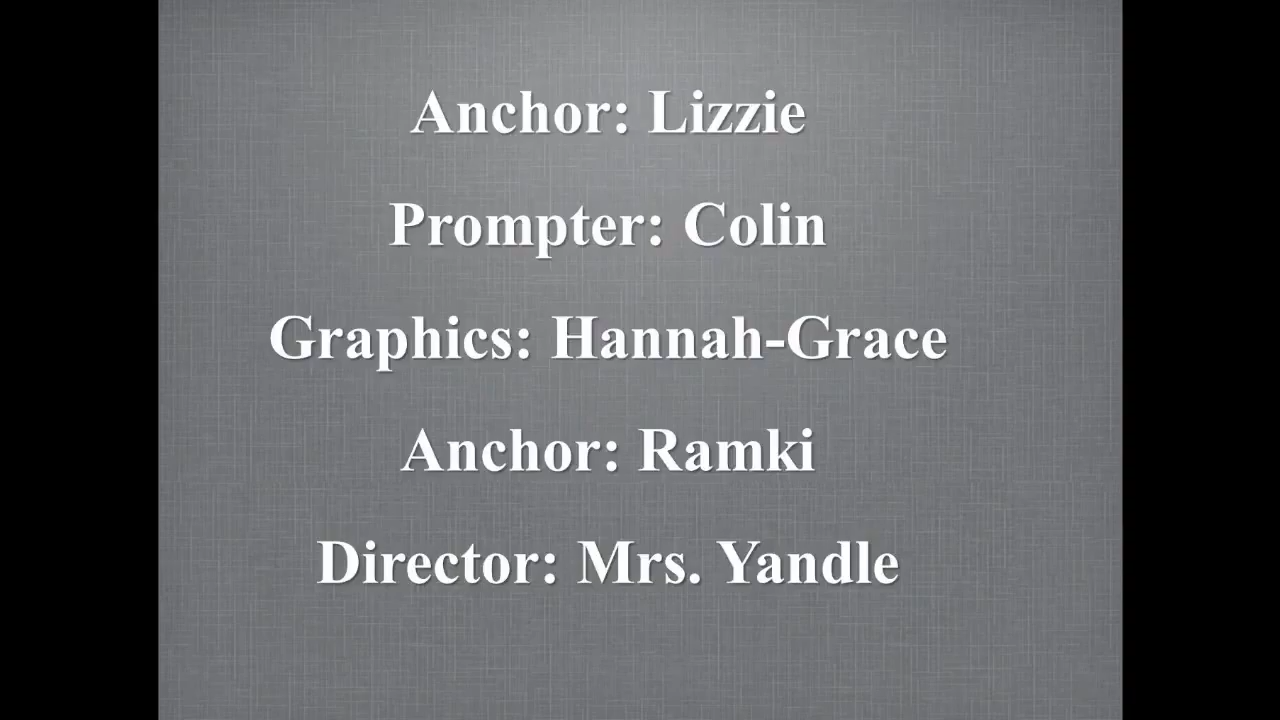 Anchor: Lizzie
Prompter: Colin
Graphics: Hannah-Grace
Anchor: Ramki
Director: Mrs. Yandle